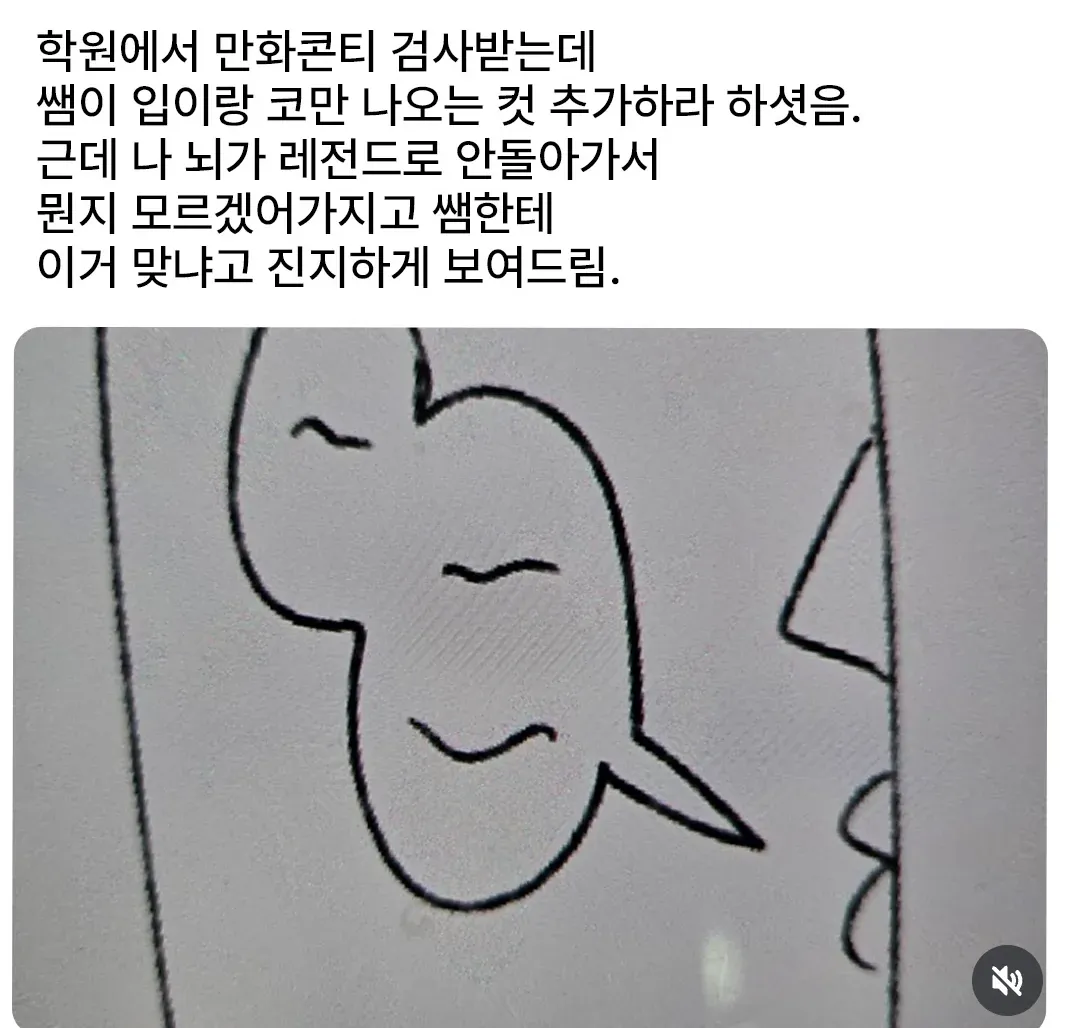 학원에서 만화콘티 검사받는데
쌤이 입이랑 코만 나오는 컷 추가하라 하셧음.
근데 나 뇌가 레전드로 안돌아가서
뭔지 모르겠어가지고 쌤한테
이거 맞냐고 진지하게 보여드림.